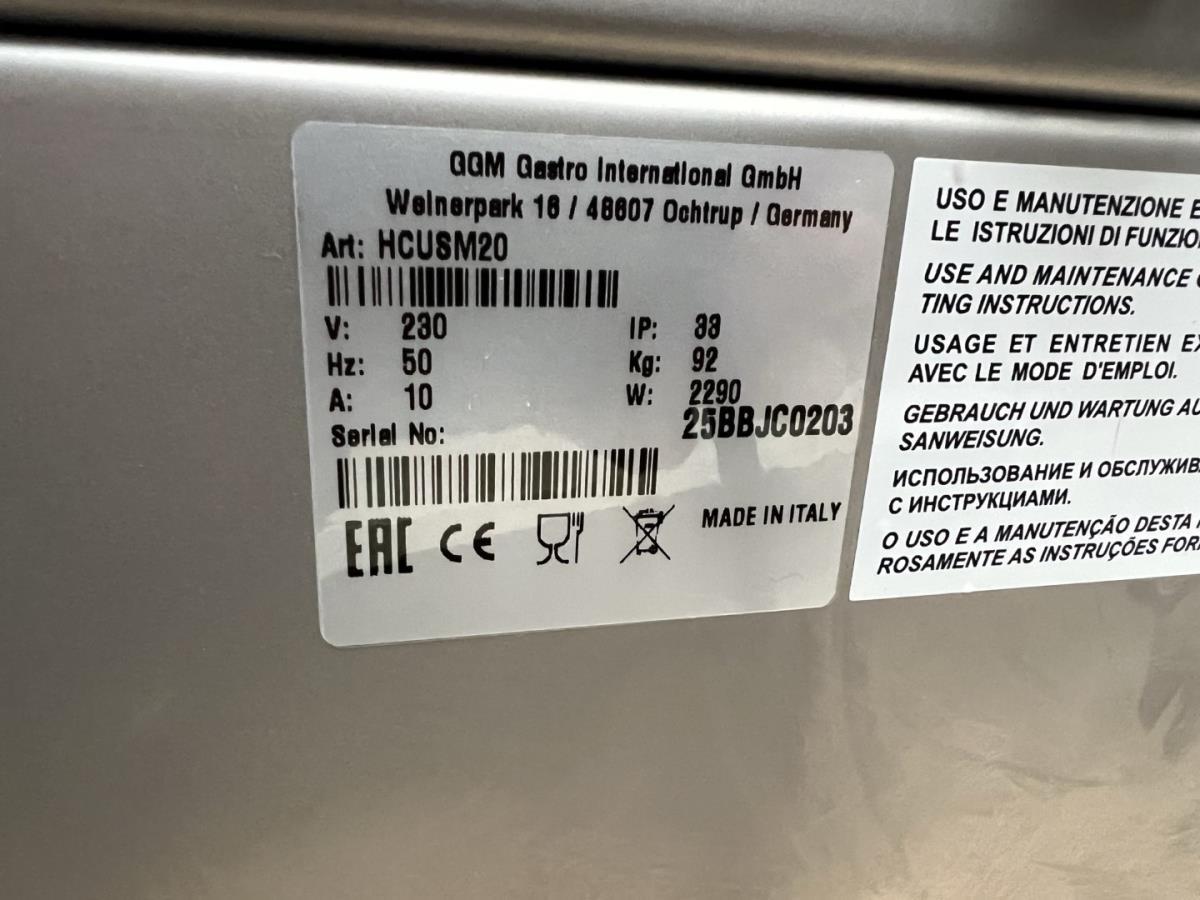 GGM Gastro International GmbH
Weinerpark 16 / 48607 Ochtrup / Germany
Art: HCUSM20
V: 230 IP: 33
Hz: 50 Kg: 92
A: 10 W: 2290
Serial No: 25BBJC0203
EAC CE MADE IN ITALY
USO E MANUTENZIONE E
LE ISTRUZIONI DI FUNZIO
USE AND MAINTENANCE
TING INSTRUCTIONS.
USAGE ET ENTRETIEN EX
AVEC LE MODE D'EMPLOI.
GEBRAUCH UND WARTUNG AU
SANWEISUNG.
ИСПОЛЬЗОВАНИЕ И ОБСЛУЖИВ
С ИНСТРУКЦИАМИ.
O USO E A MANUTENÇÃO DESTA
ROSAMENTE AS INSTRUÇÕES FOR